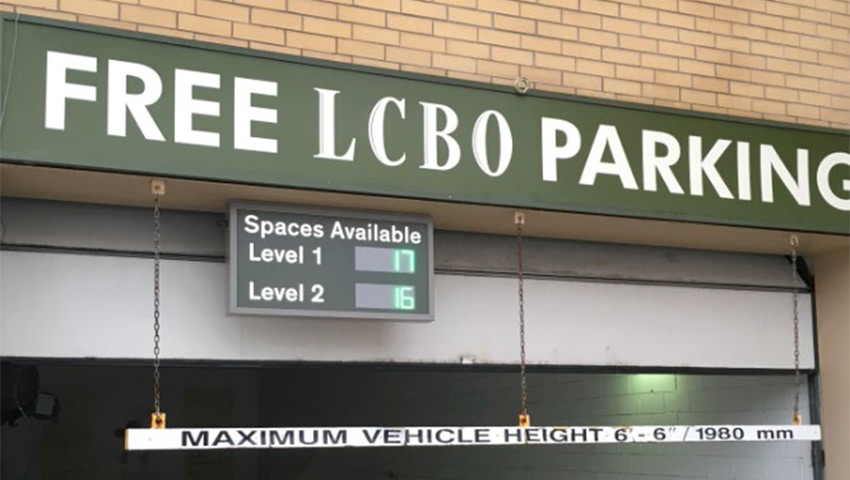 FREE LCBO PARKING
Spaces Available
Level 1 17
Level 2 16
MAXIMUM VEHICLE HEIGHT 6'-6"/1980 mm